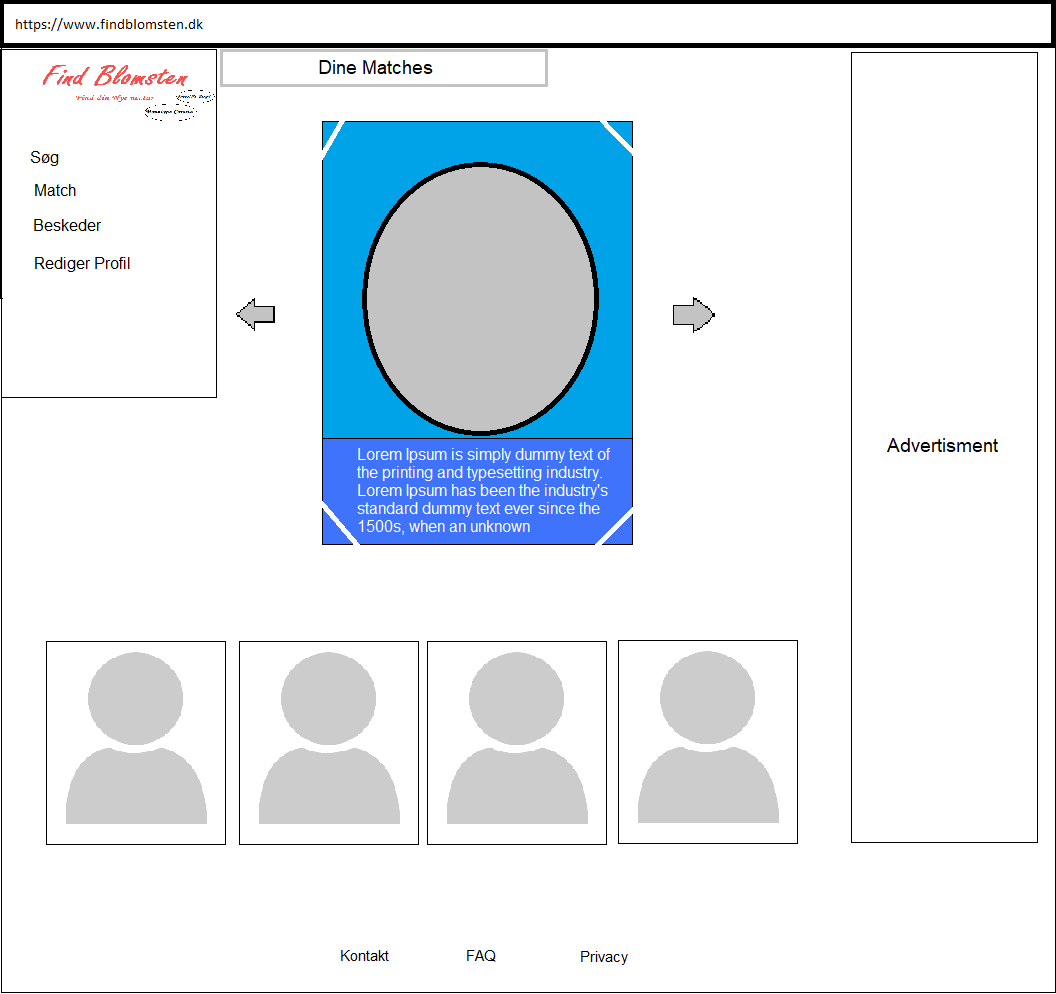 https://www.findblomsten.dk
Find Blomsten
Find din Nye
Dine Matches
Søg
Match
Beskeder
Rediger Profil
Lorem Ipsum is simply dummy text of
the printing and typesetting industry.
Lorem Ipsum has been the industry's
standard dummy text ever since the
1500s, when an unknown
Advertisment
Kontakt
FAQ
Privacy